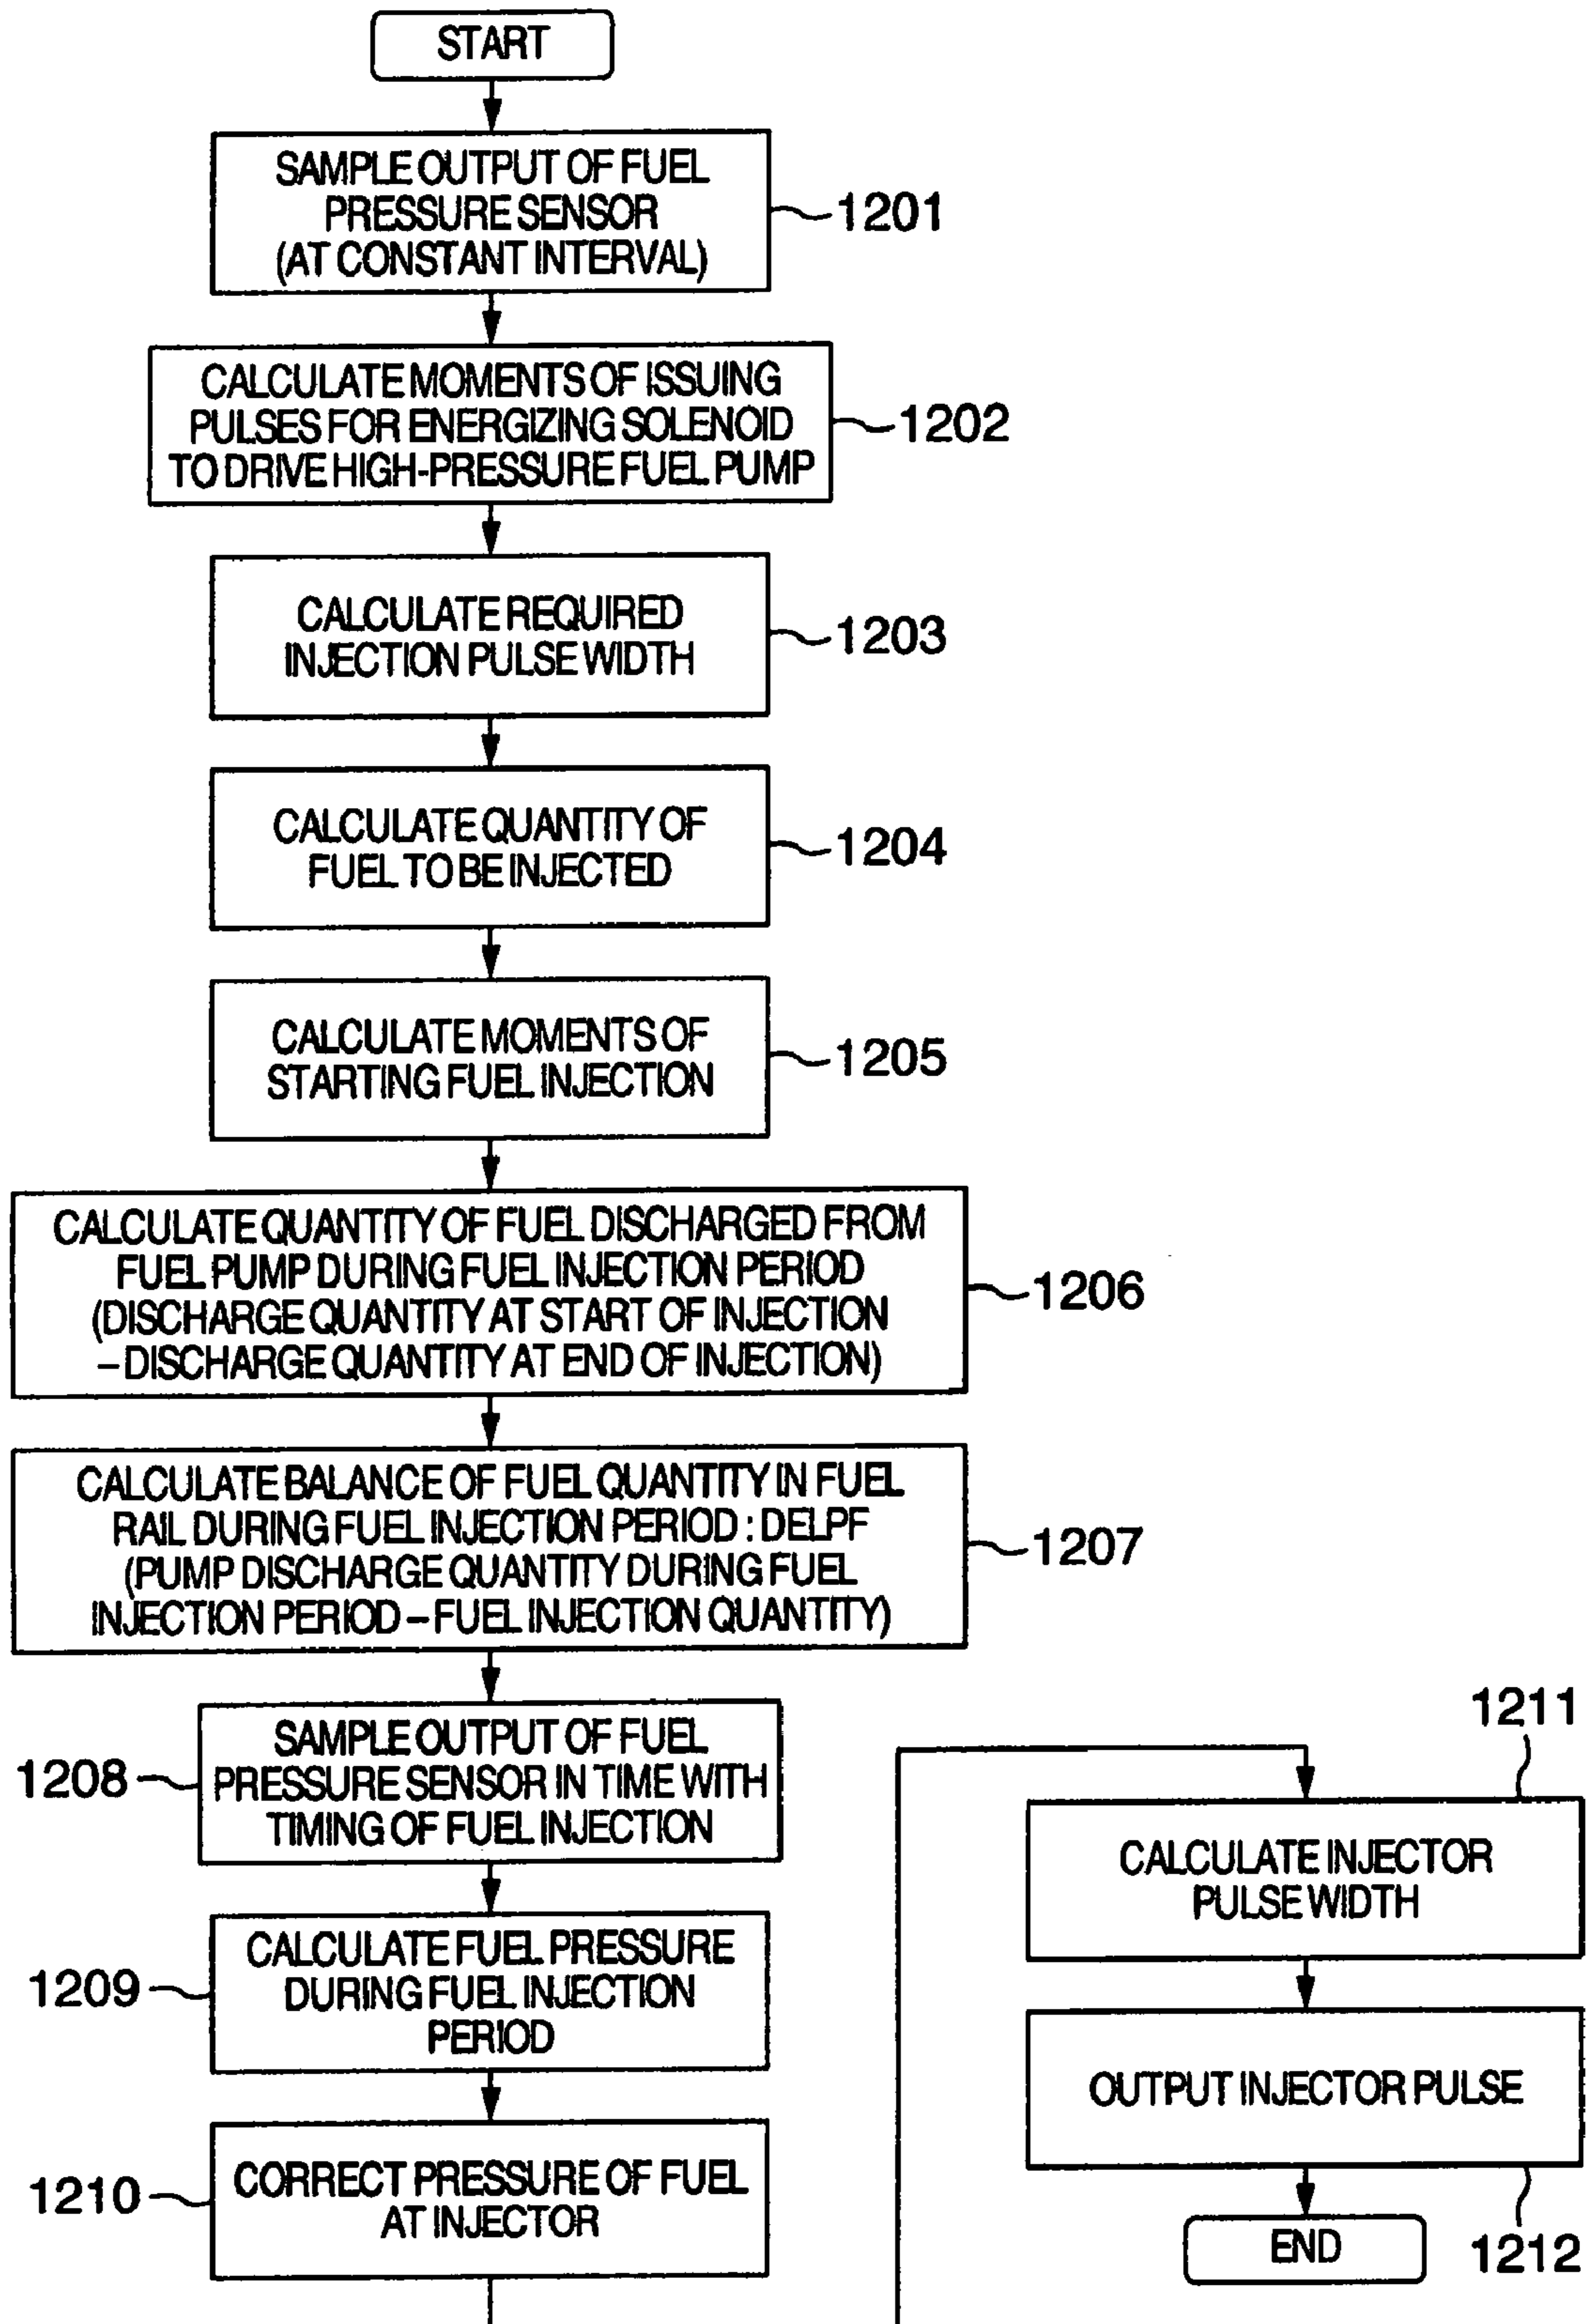 START
SAMPLE OUTPUT OF FUEL
PRESSURE SENSOR
(AT CONSTANT INTERVAL)
1201
CALCULATE MOMENTS OF ISSUING
PULSES FOR ENERGIZING SOLENOID
TO DRIVE HIGH-PRESSURE FUEL PUMP
1202
CALCULATE REQUIRED
INJECTION PULSE WIDTH
1203
CALCULATE QUANTITY OF
FUEL TO BE INJECTED
1204
CALCULATE MOMENTS OF
STARTING FUEL INJECTION
1205
CALCULATE QUANTITY OF FUEL DISCHARGED FROM
FUEL PUMP DURING FUEL INJECTION PERIOD
(DISCHARGE QUANTITY AT START OF INJECTION
–DISCHARGE QUANTITY AT END OF INJECTION)
1206
CALCULATE BALANCE OF FUEL QUANTITY IN FUEL
RAIL DURING FUEL INJECTION PERIOD : DELPF
(PUMP DISCHARGE QUANTITY DURING FUEL
INJECTION PERIOD – FUEL INJECTION QUANTITY)
1207
SAMPLE OUTPUT OF FUEL
PRESSURE SENSOR IN TIME WITH
TIMING OF FUEL INJECTION
1208
CALCULATE FUEL PRESSURE
DURING FUEL INJECTION
PERIOD
1209
CORRECT PRESSURE OF FUEL
AT INJECTOR
1210
1211
CALCULATE INJECTOR
PULSE WIDTH
OUTPUT INJECTOR PULSE
1212
END